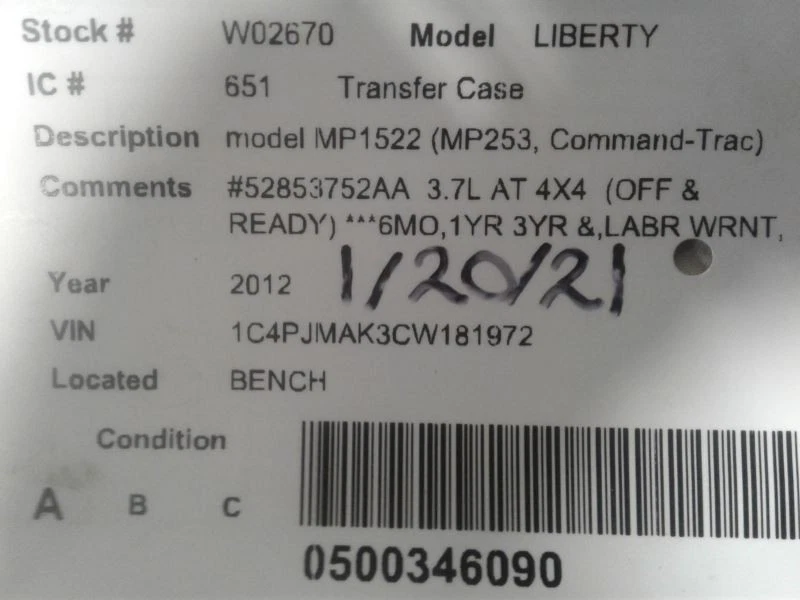 Stock # W02670 Model LIBERTY
IC # 651 Transfer Case
Description model MP1522 (MP253, Command-Trac)
Comments #52853752AA 3.7L AT 4X4 (OFF &
READY) ***6MO,1YR 3YR &,LABR WRNT,
1/20/21
Year 2012
VIN 1C4PJMAK3CW181972
Located BENCH
Condition
A B C
0500346090